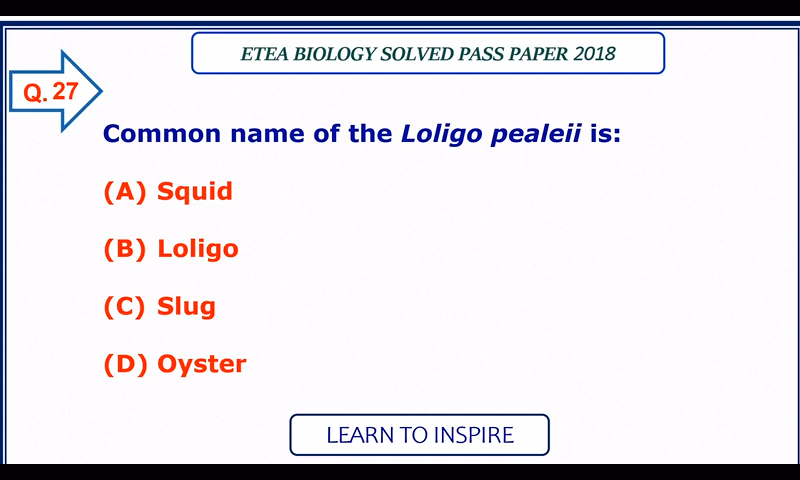 ETEA BIOLOGY SOLVED PASS PAPER 2018
Q. 27
Common name of the Loligo pealeii is:
(A) Squid
(B) Loligo
(C) Slug
(D) Oyster
LEARN TO INSPIRE